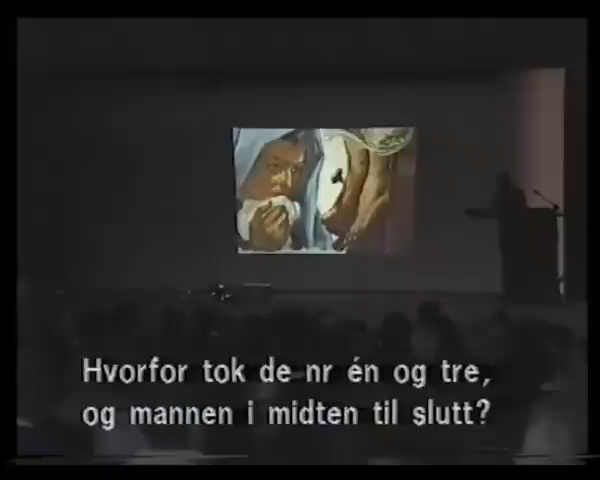 Hvorfor tok de nr én og tre,
og mannen i midten til slutt?